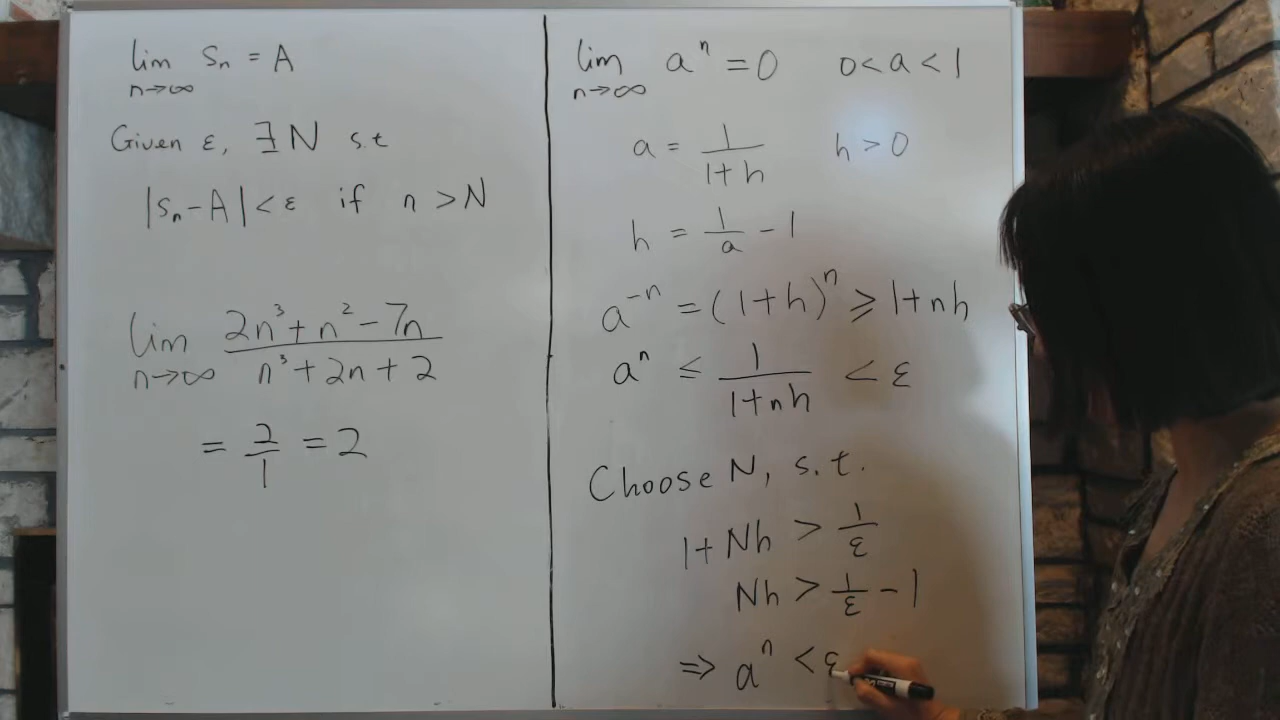 lim Sₙ = A
n→∞
Given ε, ∃N s.t
|Sₙ-A|<ε if n >N
lim 2n³+n²-7n / n³+2n+2
n→∞
= 2/1 = 2
lim aⁿ =0 0<a<1
n→∞
a = 1/(1+h) h>0
h = 1/a - 1
a⁻ⁿ =(1+h)ⁿ ⩾ 1+nh
aⁿ ≤ 1/(1+nh) < ε
Choose N, s.t.
1+Nh > 1/ε
Nh > 1/ε - 1
⇒ aⁿ < ε